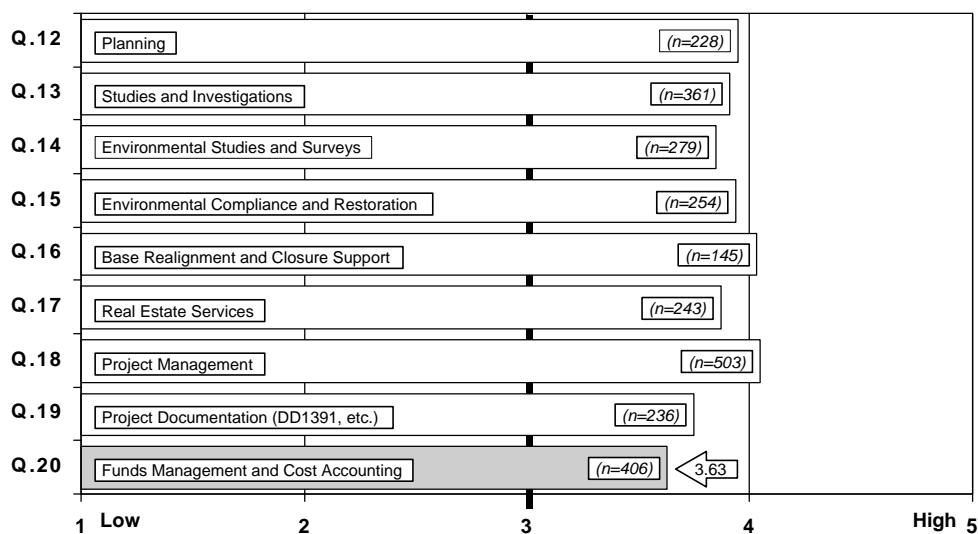 Q.12 Planning (n=228)
Q.13 Studies and Investigations (n=361)
Q.14 Environmental Studies and Surveys (n=279)
Q.15 Environmental Compliance and Restoration (n=254)
Q.16 Base Realignment and Closure Support (n=145)
Q.17 Real Estate Services (n=243)
Q.18 Project Management (n=503)
Q.19 Project Documentation (DD1391, etc.) (n=236)
Q.20 Funds Management and Cost Accounting (n=406) 3.63
1 Low 2 3 4 High 5